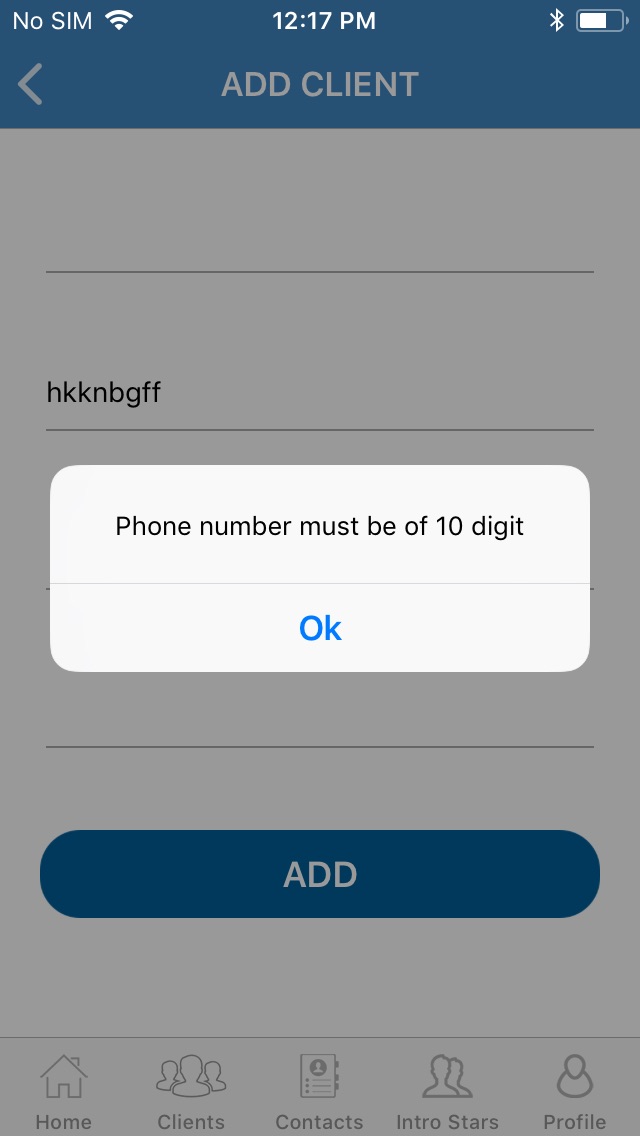 No SIM 12:17 PM
ADD CLIENT
hkknbgff
Phone number must be of 10 digit
Ok
ADD
Home Clients Contacts Intro Stars Profile